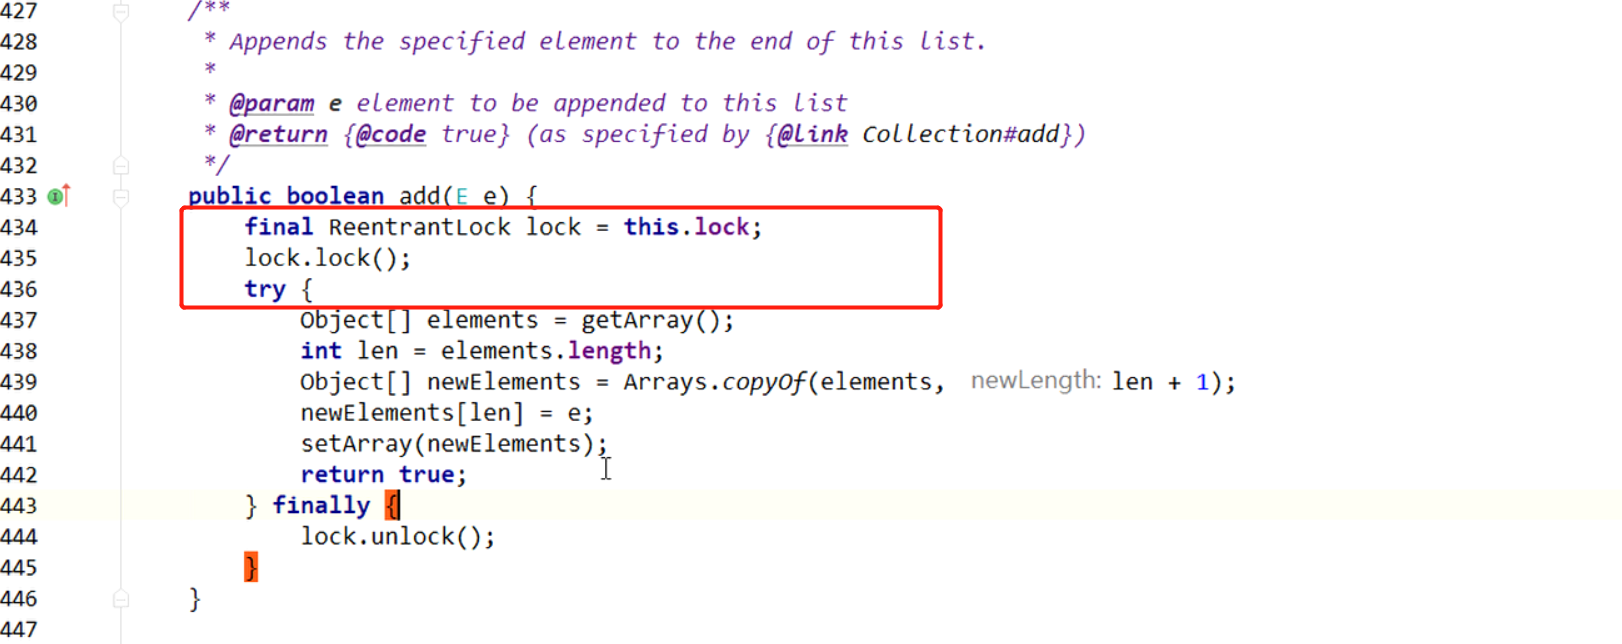 427 /**
428 * Appends the specified element to the end of this list.
429 *
430 * @param e element to be appended to this list
431 * @return {@code true} (as specified by {@link Collection#add})
432 */
433 public boolean add(E e) {
434 final ReentrantLock lock = this.lock;
435 lock.lock();
436 try {
437 Object[] elements = getArray();
438 int len = elements.length;
439 Object[] newElements = Arrays.copyOf(elements, newLength: len + 1);
440 newElements[len] = e;
441 setArray(newElements);
442 return true;
443 } finally {
444 lock.unlock();
445 }
446 }
447